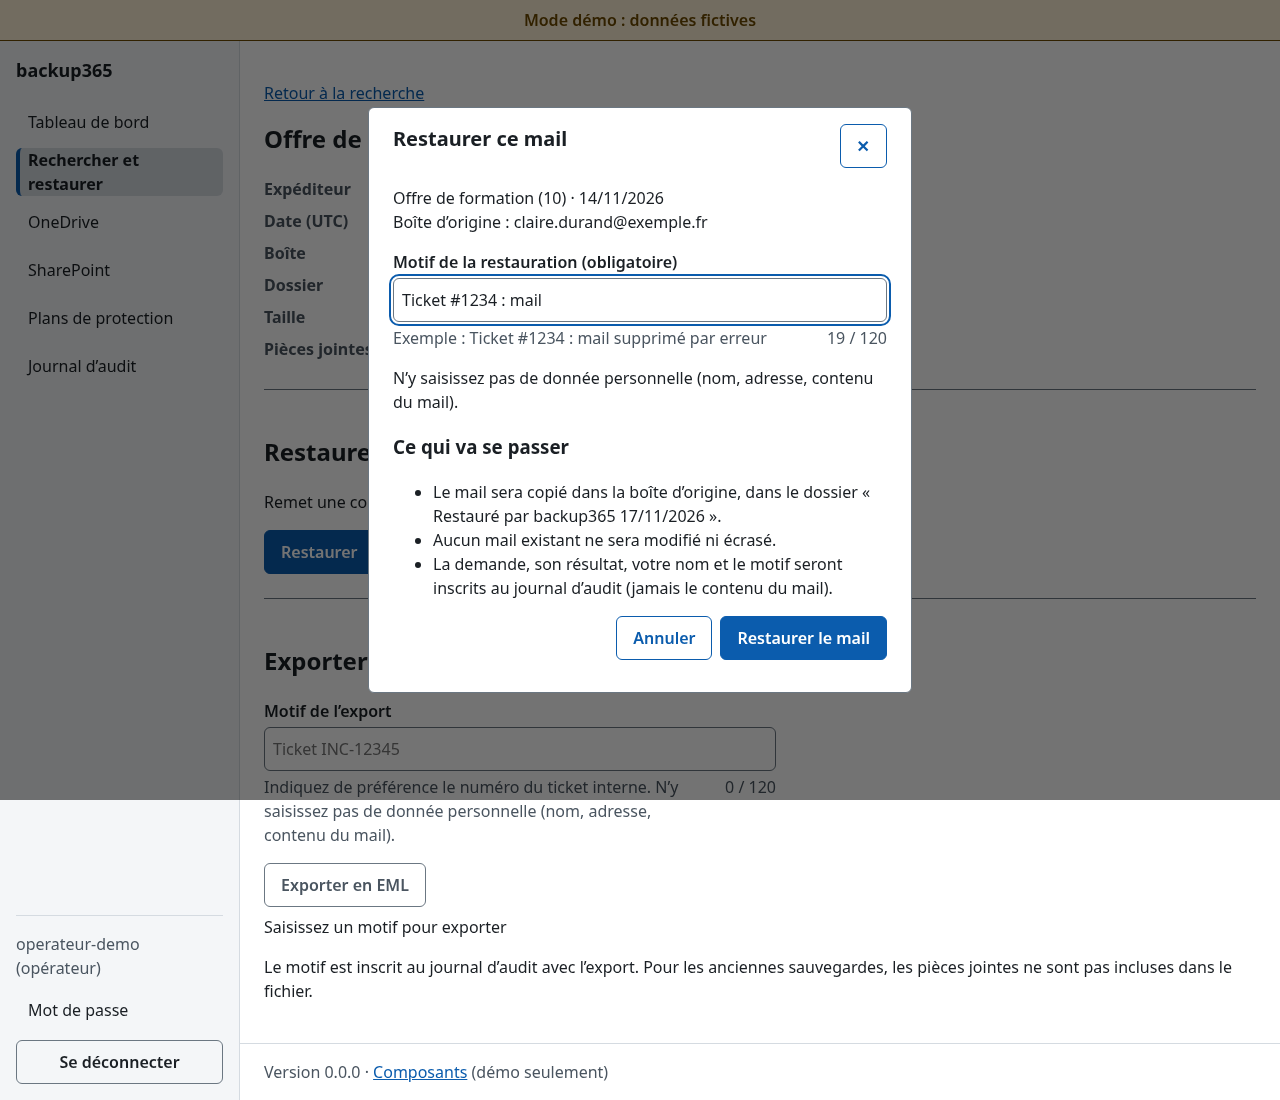 Mode démo : données fictives
backup365
Tableau de bord
Rechercher et
restaurer
OneDrive
SharePoint
Plans de protection
Journal d’audit
operateur-demo
(opérateur)
Mot de passe
Se déconnecter
Retour à la recherche
Offre de
Expéditeur
Date (UTC)
Boîte
Dossier
Taille
Pièces jointes
Restaure
Remet une co
Restaurer
Exporter
Motif de l’export
Ticket INC-12345
Indiquez de préférence le numéro du ticket interne. N’y
saisissez pas de donnée personnelle (nom, adresse,
contenu du mail).
0 / 120
Exporter en EML
Saisissez un motif pour exporter
Le motif est inscrit au journal d’audit avec l’export. Pour les anciennes sauvegardes, les pièces jointes ne sont pas incluses dans le
fichier.
Version 0.0.0 · Composants (démo seulement)
Restaurer ce mail
×
Offre de formation (10) · 14/11/2026
Boîte d’origine : claire.durand@exemple.fr
Motif de la restauration (obligatoire)
Ticket #1234 : mail
Exemple : Ticket #1234 : mail supprimé par erreur
19 / 120
N’y saisissez pas de donnée personnelle (nom, adresse, contenu
du mail).
Ce qui va se passer
Le mail sera copié dans la boîte d’origine, dans le dossier «
Restauré par backup365 17/11/2026 ».
Aucun mail existant ne sera modifié ni écrasé.
La demande, son résultat, votre nom et le motif seront
inscrits au journal d’audit (jamais le contenu du mail).
Annuler
Restaurer le mail